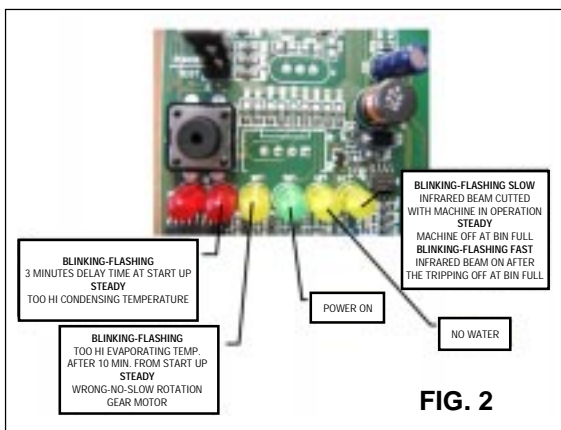 BLINKING-FLASHING SLOW
INFRARED BEAM CUTTED
WITH MACHINE IN OPERATION
STEADY
MACHINE OFF AT BIN FULL
BLINKING-FLASHING FAST
INFRARED BEAM ON AFTER
THE TRIPPING OFF AT BIN FULL
BLINKING-FLASHING
3 MINUTES DELAY TIME AT START UP
STEADY
TOO HI CONDENSING TEMPERATURE
POWER ON
NO WATER
BLINKING-FLASHING
TOO HI EVAPORATING TEMP.
AFTER 10 MIN. FROM START UP
STEADY
WRONG-NO-SLOW ROTATION
GEAR MOTOR
FIG. 2